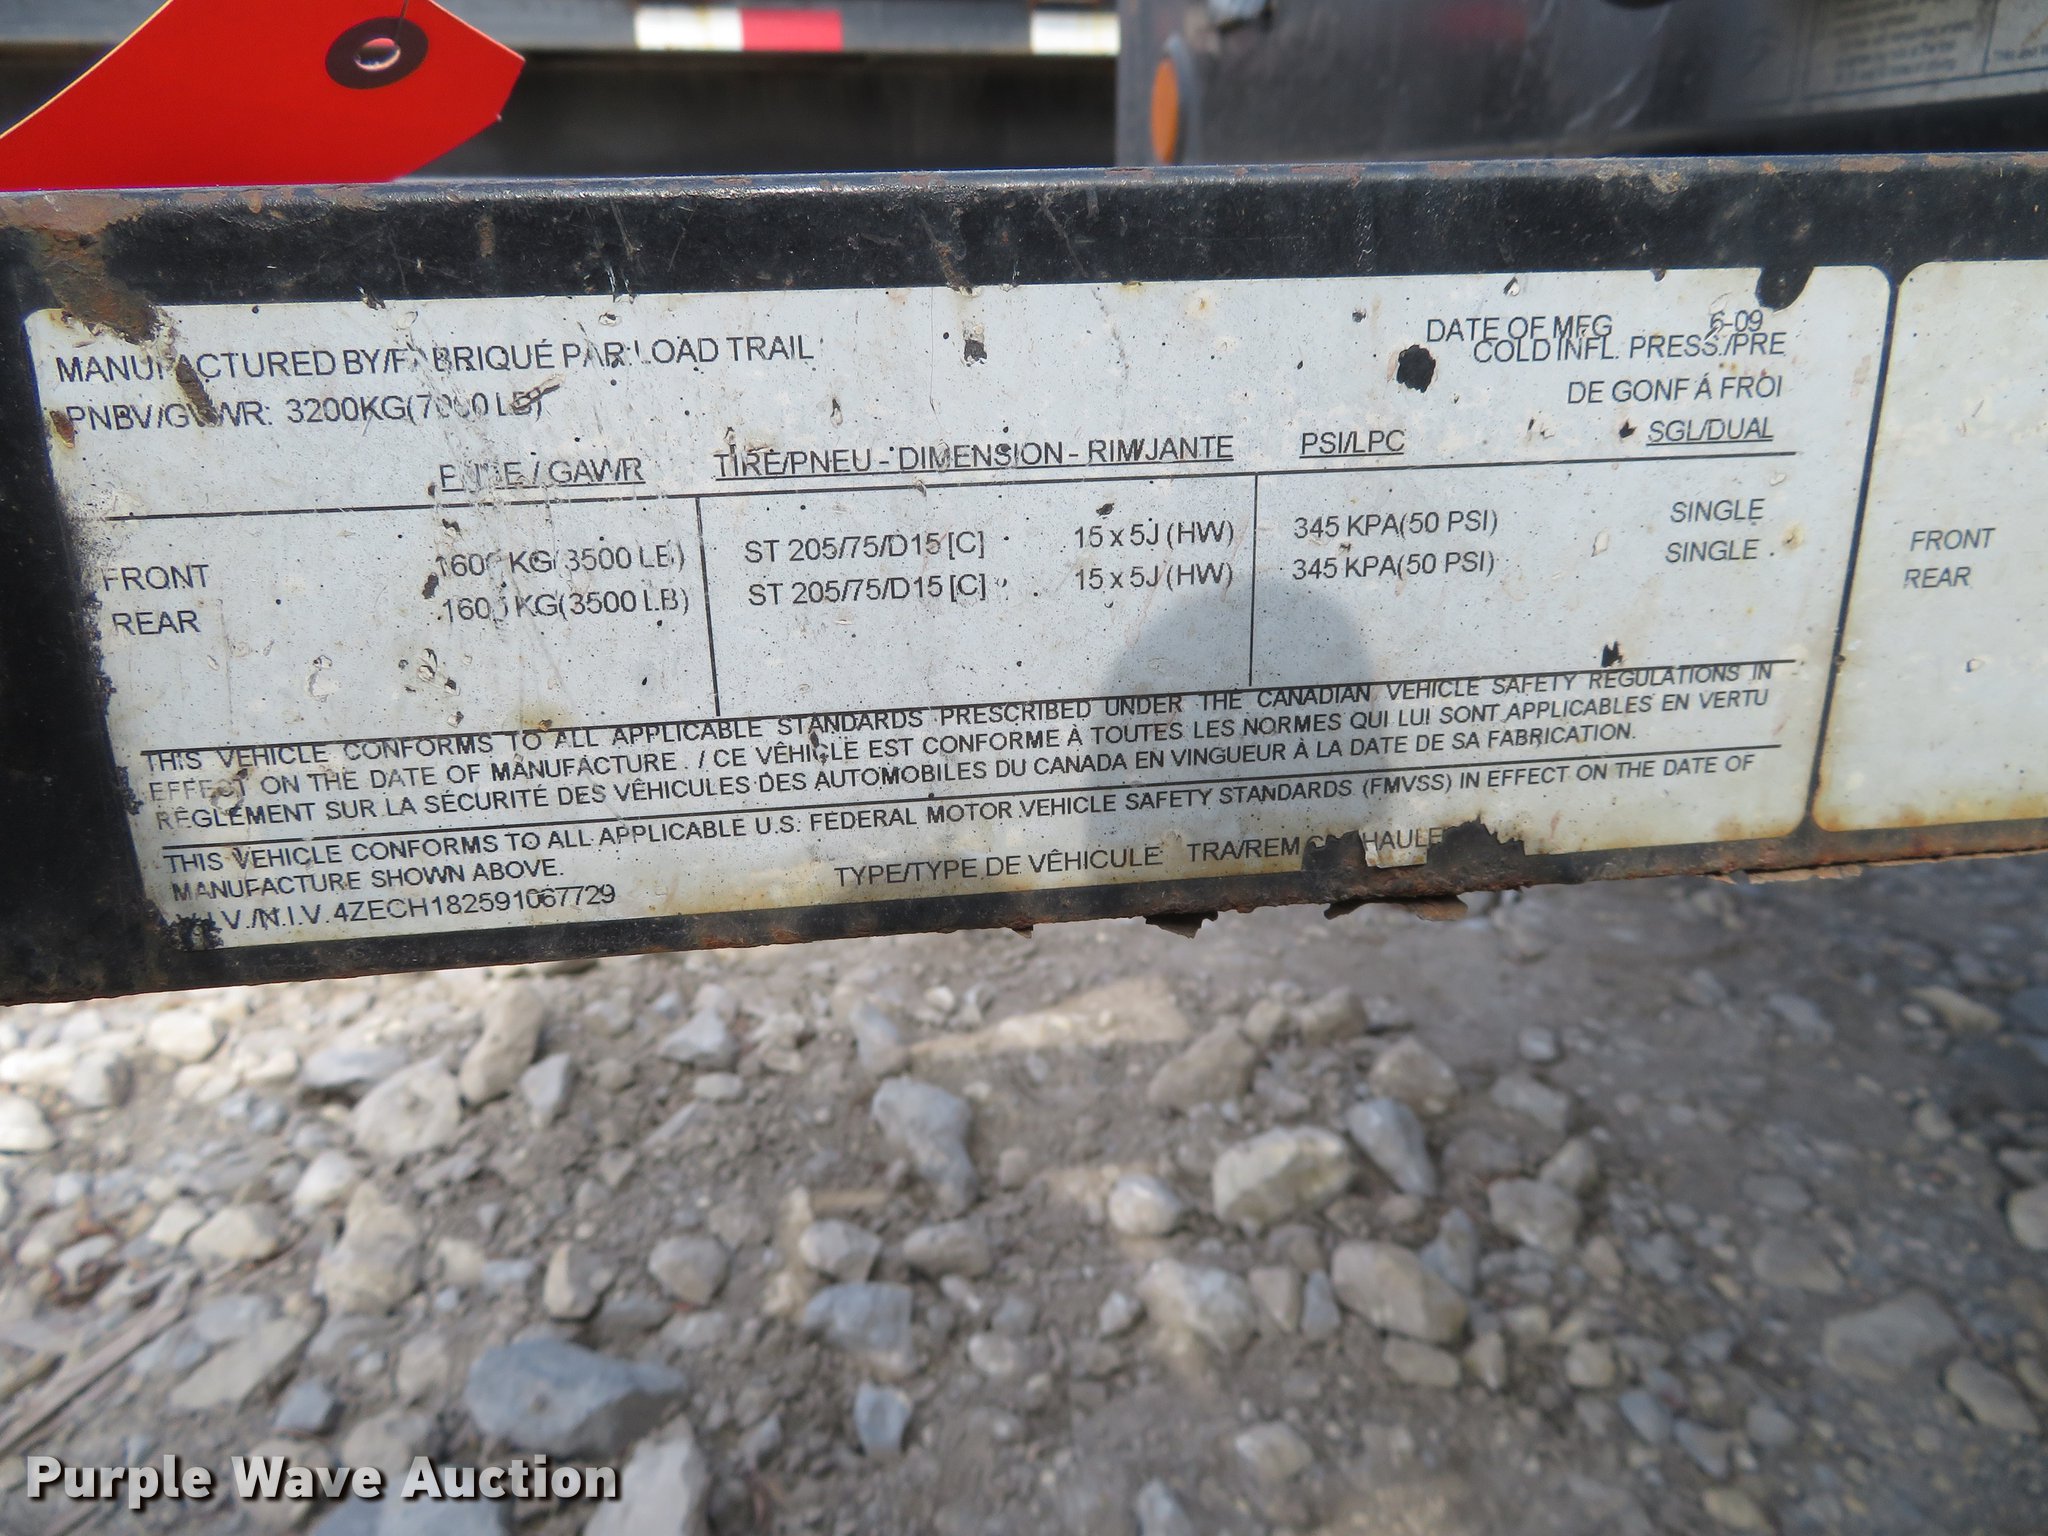 MANUFACTURED BY/FABRIQUÉ PAR: LOAD TRAIL
DATE OF MFG 6-09
COLD INFL. PRESS./PRE
PNBV/GVWR: 3200KG(7000 LB)
DE GONF À FROI
/ GAWR TIRE/PNEU - DIMENSION - RIM/JANTE PSI/LPC SGL/DUAL
FRONT KG(3500 LB) ST 205/75/D15 [C] 15 x 5J (HW) 345 KPA(50 PSI) SINGLE
REAR KG(3500 LB) ST 205/75/D15 [C] 15 x 5J (HW) 345 KPA(50 PSI) SINGLE
THIS VEHICLE CONFORMS TO ALL APPLICABLE STANDARDS PRESCRIBED UNDER THE CANADIAN VEHICLE SAFETY REGULATIONS IN
EFFECT ON THE DATE OF MANUFACTURE. / CE VÊHICLE EST CONFORME À TOUTES LES NORMES QUI LUI SONT APPLICABLES EN VERTU
RÉGLEMENT SUR LA SÉCURITÉ DES VÊHICULES DES AUTOMOBILES DU CANADA EN VINGUEUR À LA DATE DE SA FABRICATION.
THIS VEHICLE CONFORMS TO ALL APPLICABLE U.S. FEDERAL MOTOR VEHICLE SAFETY STANDARDS (FMVSS) IN EFFECT ON THE DATE OF
MANUFACTURE SHOWN ABOVE.
V./N.I.V. 4ZECH182591067729 TYPE/TYPE DE VÊHICULE: TRA/REM HAULER
FRONT
REAR
Purple Wave Auction